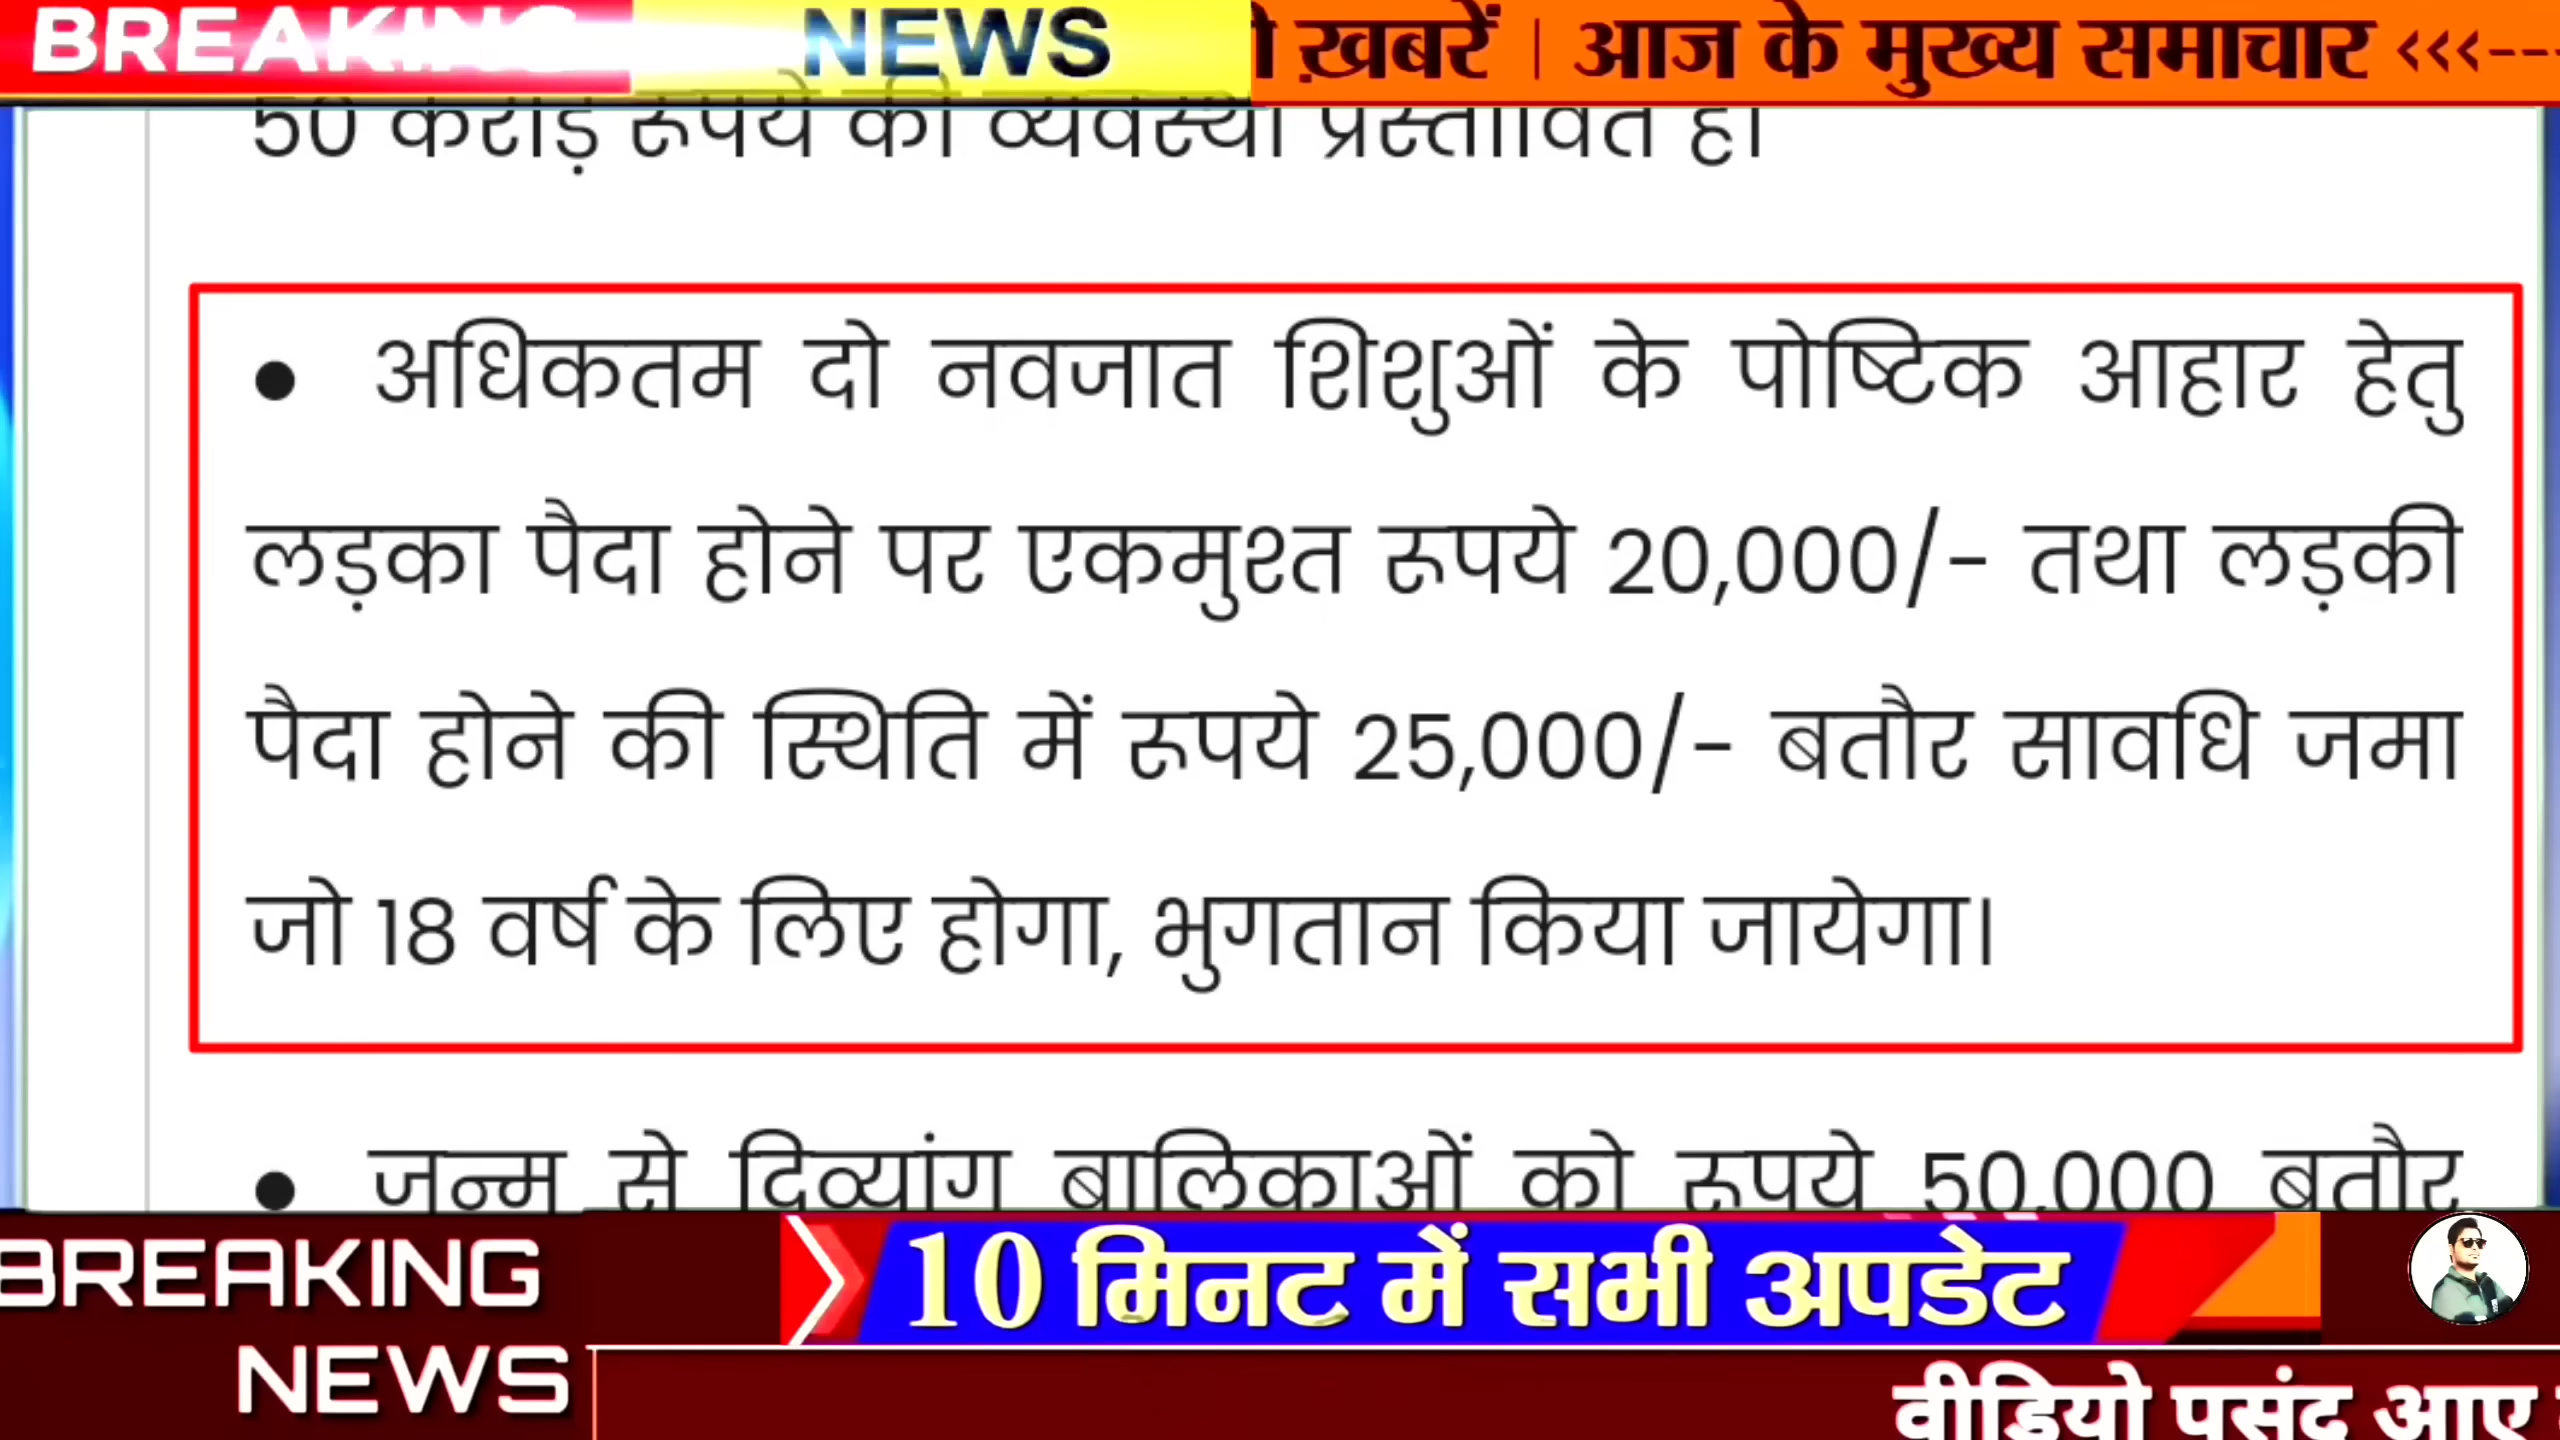 BREAKING NEWS ख़बरें | आज के मुख्य समाचार <<<---
50 करोड़ रूपये की व्यवस्था प्रस्तावित है।
● अधिकतम दो नवजात शिशुओं के पोष्टिक आहार हेतु
लड़का पैदा होने पर एकमुश्त रूपये 20,000/- तथा लड़की
पैदा होने की स्थिति में रूपये 25,000/- बतौर सावधि जमा
जो 18 वर्ष के लिए होगा, भुगतान किया जायेगा।
● जन्म से दिव्यांग बालिकाओं को रूपये 50,000 बतौर
BREAKING
NEWS
10 मिनट में सभी अपडेट
वीडियो पसंद आए